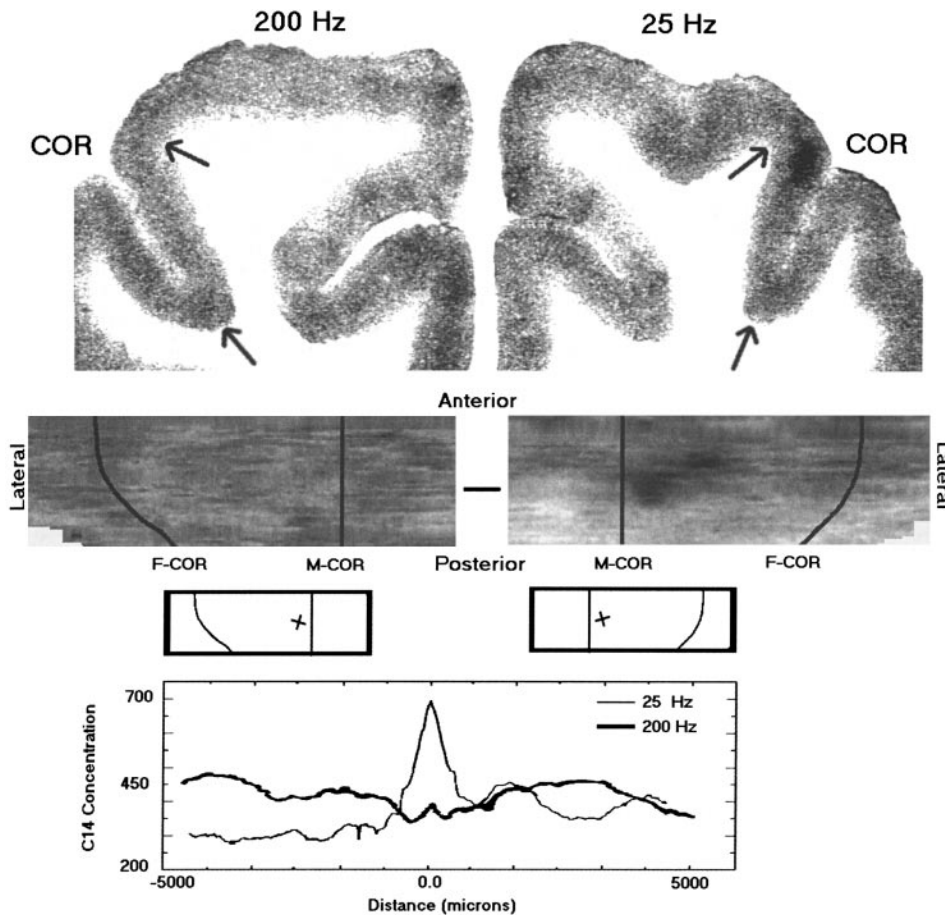 200 Hz
25 Hz
COR
COR
Anterior
Lateral
Lateral
F-COR
M-COR
Posterior
M-COR
F-COR
700
450
200
C14 Concentration
25 Hz
200 Hz
-5000
0.0
5000
Distance (microns)